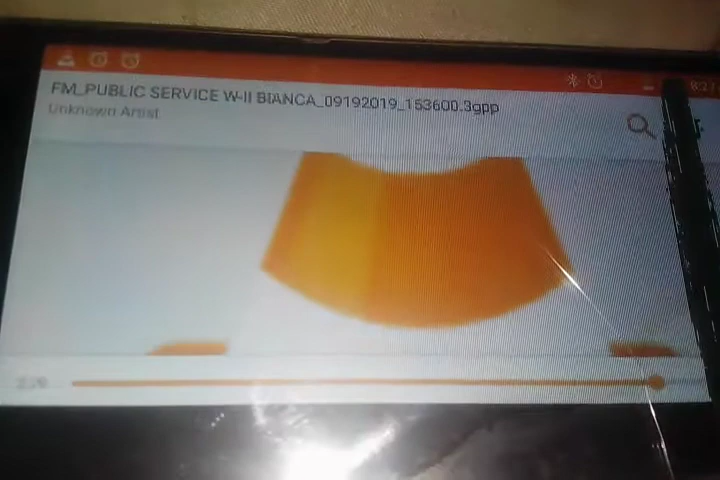 FM_PUBLIC SERVICE W-II BIANCA_09192019_153600.3gpp
Unknown Artist